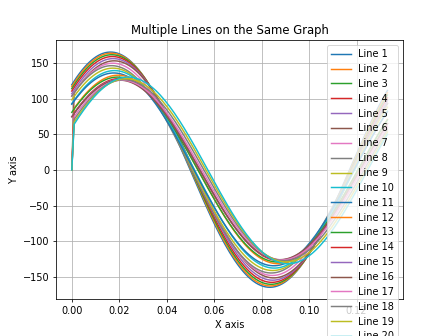 Multiple Lines on the Same Graph
Y axis
150
100
50
0
−50
−100
−150
0.00
0.02
0.04
0.06
0.08
0.10
X axis
Line 1
Line 2
Line 3
Line 4
Line 5
Line 6
Line 7
Line 8
Line 9
Line 10
Line 11
Line 12
Line 13
Line 14
Line 15
Line 16
Line 17
Line 18
Line 19
Line 20